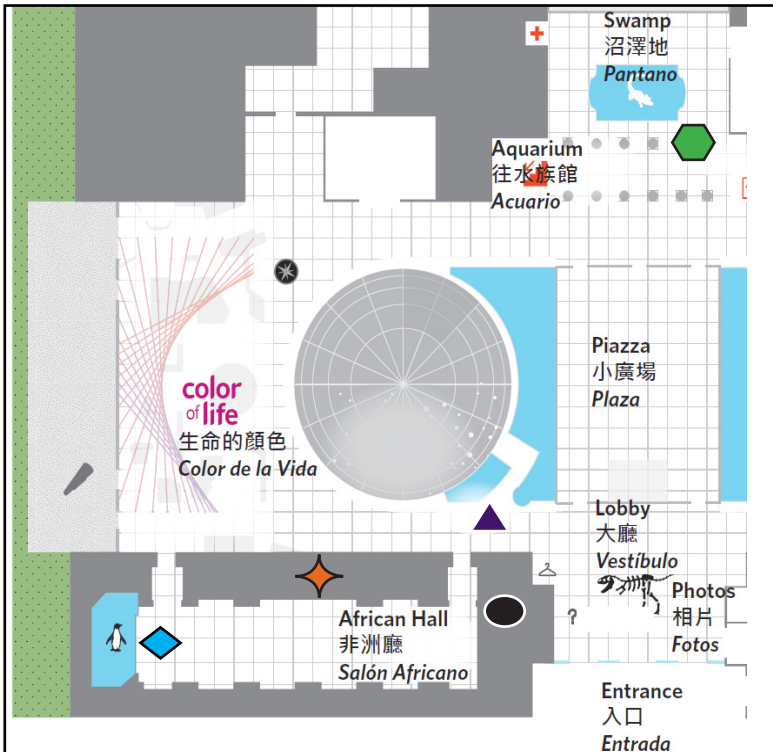 Swamp
沼澤地
Pantano
Aquarium
往水族館
Acuario
Piazza
小廣場
Plaza
color
of life
生命的顏色
Color de la Vida
Lobby
大廳
Vestíbulo
Photos
相片
Fotos
African Hall
非洲廳
Salón Africano
Entrance
入口
Entrada
?